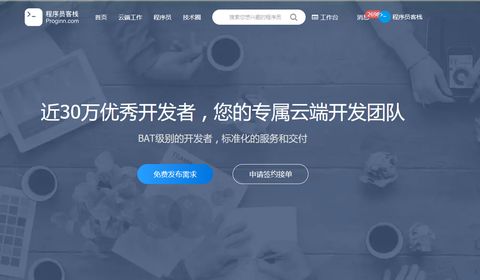 程序员客栈
Proginn.com
首页 云端工作 程序员 技术圈 搜索您想兴趣的程序员 工作台 消息 程序员客栈
近30万优秀开发者，您的专属云端开发团队
BAT级别的开发者，标准化的服务和交付
免费发布需求 申请签约接单